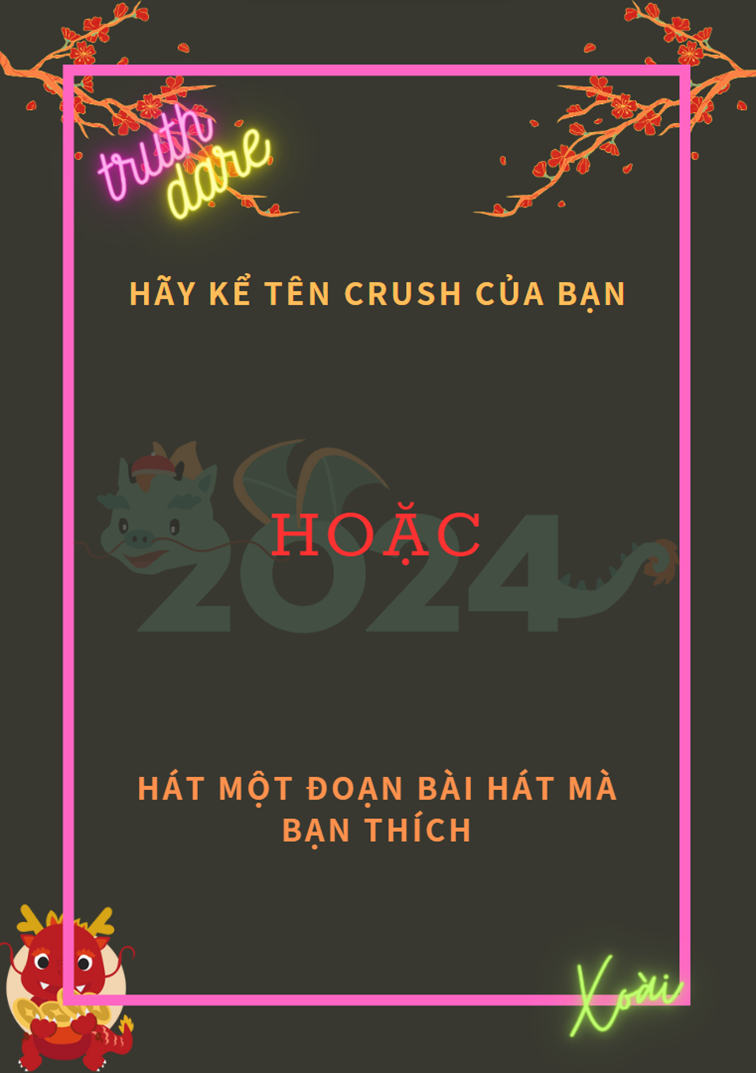 truth
dare
HÃY KỂ TÊN CRUSH CỦA BẠN
HOẶC
2024
HÁT MỘT ĐOẠN BÀI HÁT MÀ
BẠN THÍCH
Xoài